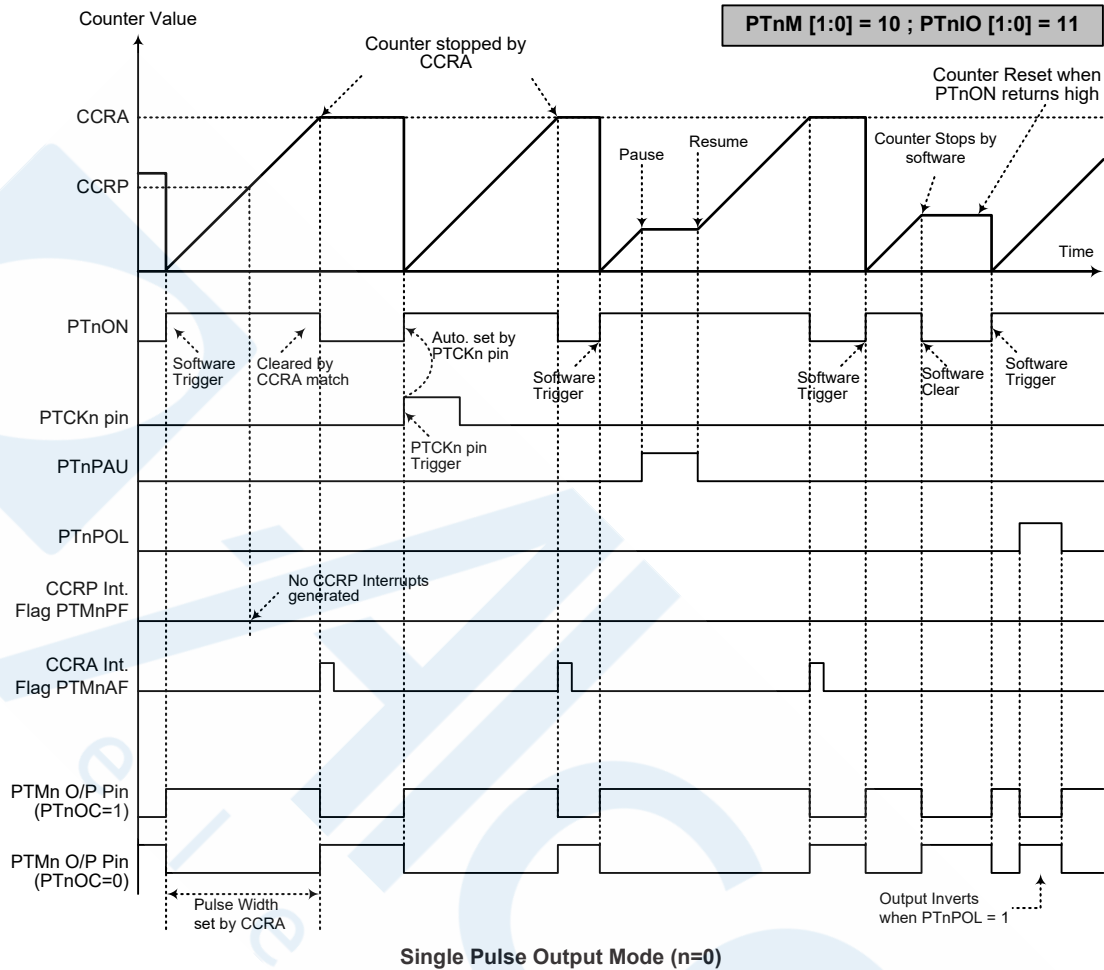 Counter Value
PTnM [1:0] = 10 ; PTnIO [1:0] = 11
Counter stopped by
CCRA
Counter Reset when
PTnON returns high
CCRA
Pause
Resume
Counter Stops by
software
CCRP
Time
PTnON
Software
Trigger
Cleared by
CCRA match
Auto. set by
PTCKn pin
Software
Trigger
Software
Trigger
Software
Clear
Software
Trigger
PTCKn pin
PTCKn pin
Trigger
PTnPAU
PTnPOL
No CCRP Interrupts
generated
CCRP Int.
Flag PTMnPF
CCRA Int.
Flag PTMnAF
PTMn O/P Pin
(PTnOC=1)
PTMn O/P Pin
(PTnOC=0)
Pulse Width
set by CCRA
Output Inverts
when PTnPOL = 1
Single Pulse Output Mode (n=0)